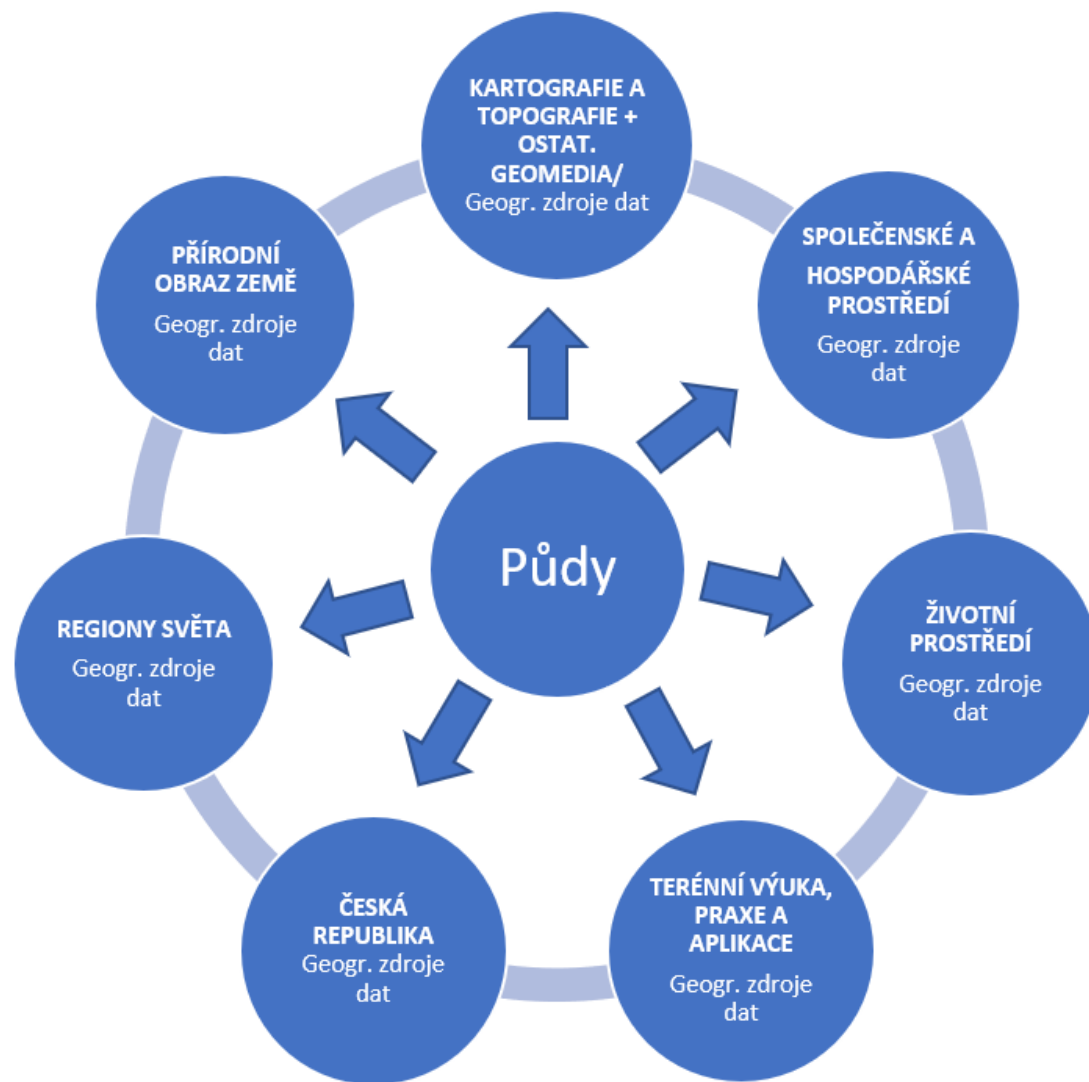 KARTOGRAFIE A
TOPOGRAFIE +
OSTAT.
GEOMEDIA/
Geogr. zdroje dat
SPOLEČENSKÉ A
HOSPODÁŘSKÉ
PROSTŘEDÍ
Geogr. zdroje
dat
ŽIVOTNÍ
PROSTŘEDÍ
Geogr. zdroje
dat
TERÉNNÍ VÝUKA,
PRAXE A
APLIKACE
Geogr. zdroje
dat
ČESKÁ
REPUBLIKA
Geogr. zdroje
dat
REGIONY SVĚTA
Geogr. zdroje
dat
PŘÍRODNÍ
OBRAZ ZEMĚ
Geogr. zdroje
dat
Půdy